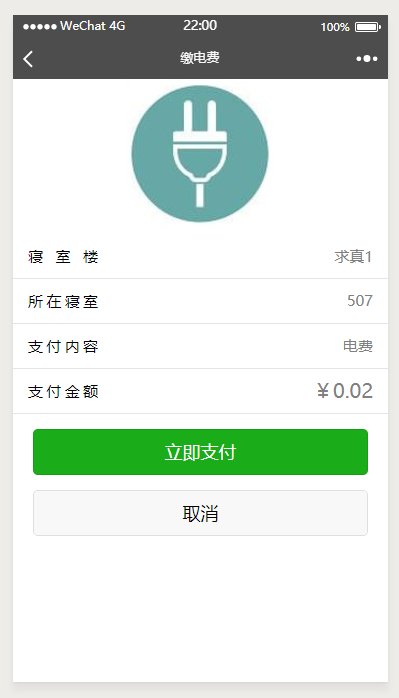 WeChat 4G 22:00 100%
缴电费
寝室楼 求真1
所在寝室 507
支付内容 电费
支付金额 ¥0.02
立即支付
取消